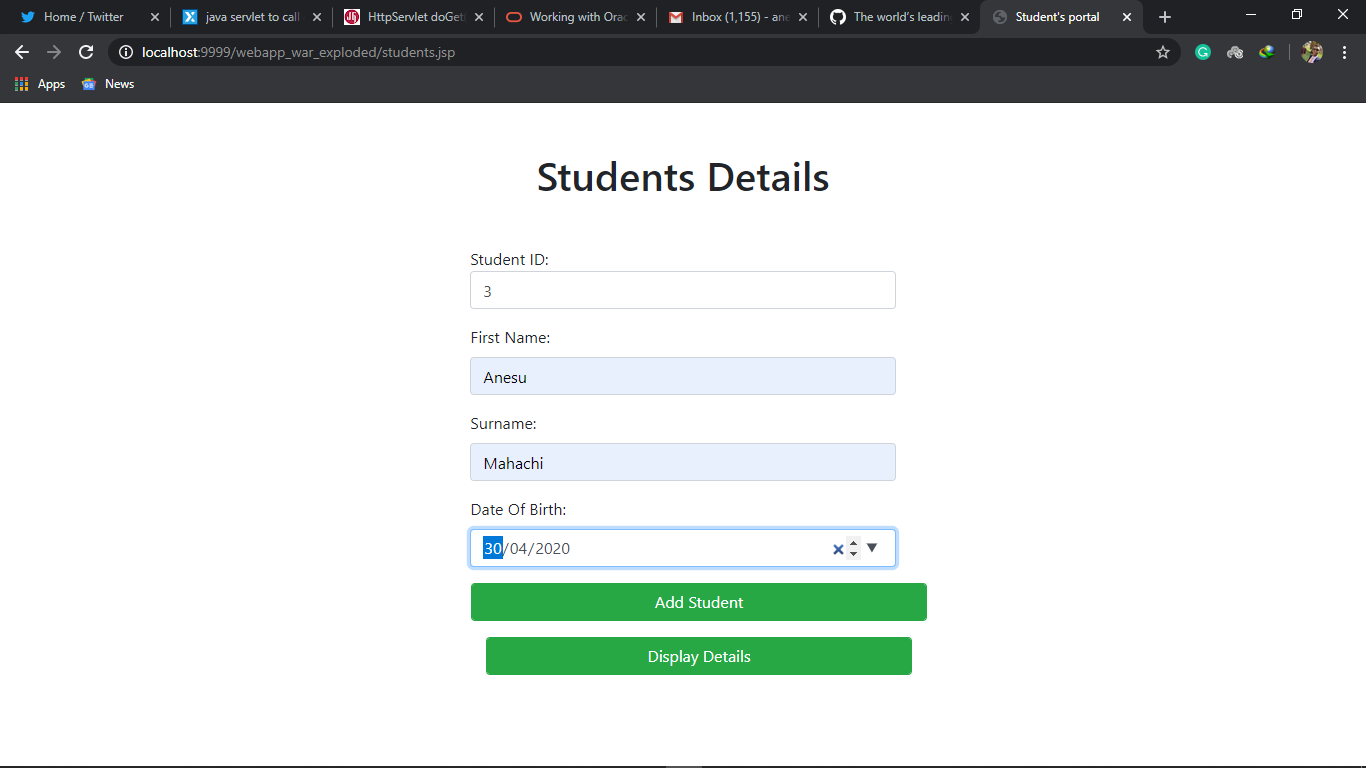 Home / Twitter
java servlet to call
HttpServlet doGet(
Working with Orac
Inbox (1,155) - ane
The world's leadin
Student's portal
localhost:9999/webapp_war_exploded/students.jsp
Apps
News
Students Details
Student ID:
3
First Name:
Anesu
Surname:
Mahachi
Date Of Birth:
30/04/2020
Add Student
Display Details